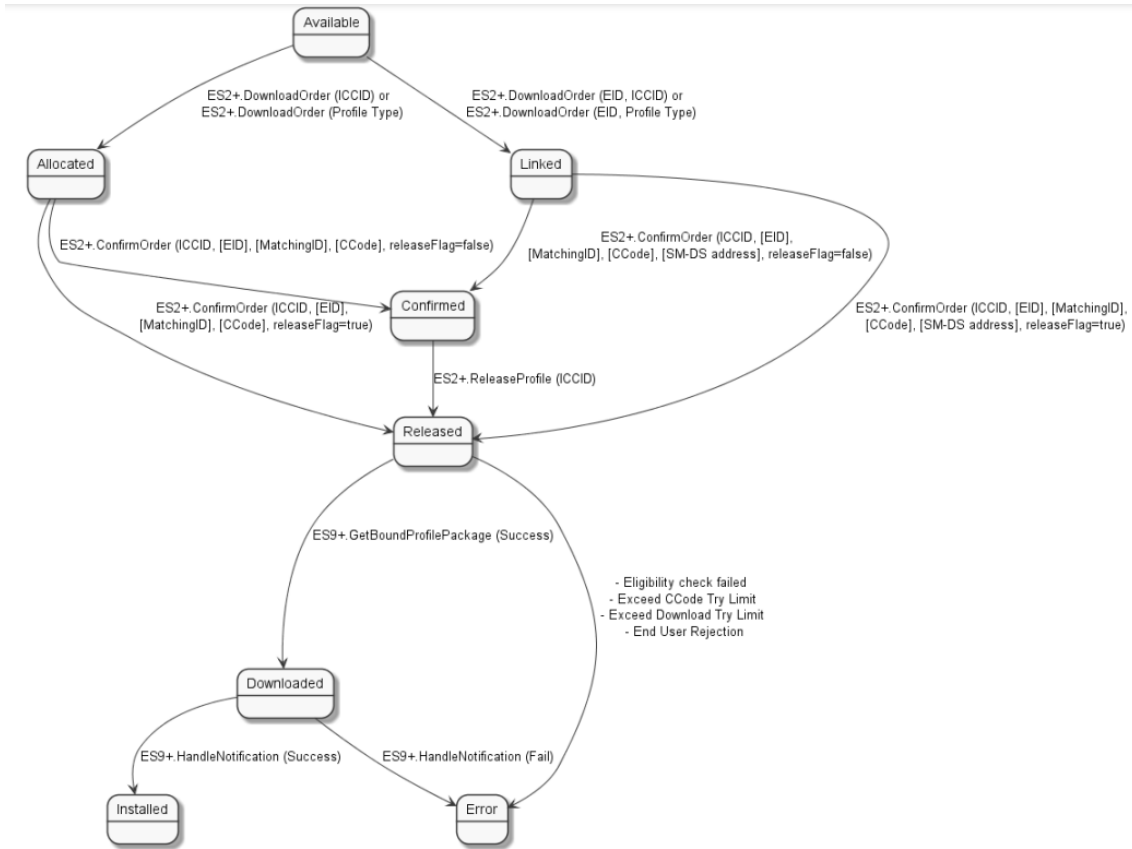 Available
ES2+.DownloadOrder (ICCID) or
ES2+.DownloadOrder (Profile Type)
ES2+.DownloadOrder (EID, ICCID) or
ES2+.DownloadOrder (EID, Profile Type)
Allocated
Linked
ES2+.ConfirmOrder (ICCID, [EID], [MatchingID], [CCode], releaseFlag=false)
ES2+.ConfirmOrder (ICCID, [EID],
[MatchingID], [CCode], [SM-DS address], releaseFlag=false)
Confirmed
ES2+.ConfirmOrder (ICCID, [EID],
[MatchingID], [CCode], releaseFlag=true)
ES2+.ConfirmOrder (ICCID, [EID], [MatchingID],
[CCode], [SM-DS address], releaseFlag=true)
ES2+.ReleaseProfile (ICCID)
Released
ES9+.GetBoundProfilePackage (Success)
- Eligibility check failed
- Exceed CCode Try Limit
- Exceed Download Try Limit
- End User Rejection
Downloaded
ES9+.HandleNotification (Success)
ES9+.HandleNotification (Fail)
Installed
Error